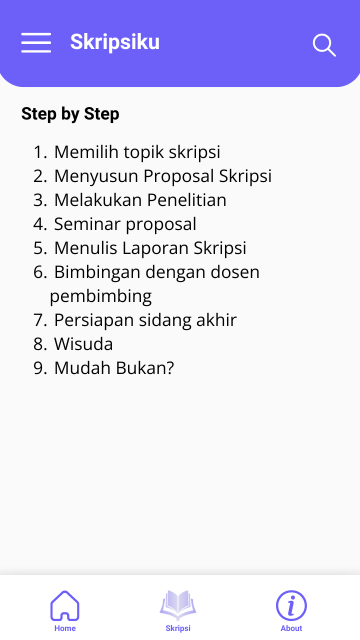 Skripsiku
Step by Step
1. Memilih topik skripsi
2. Menyusun Proposal Skripsi
3. Melakukan Penelitian
4. Seminar proposal
5. Menulis Laporan Skripsi
6. Bimbingan dengan dosen
pembimbing
7. Persiapan sidang akhir
8. Wisuda
9. Mudah Bukan?
Home
Skripsi
About